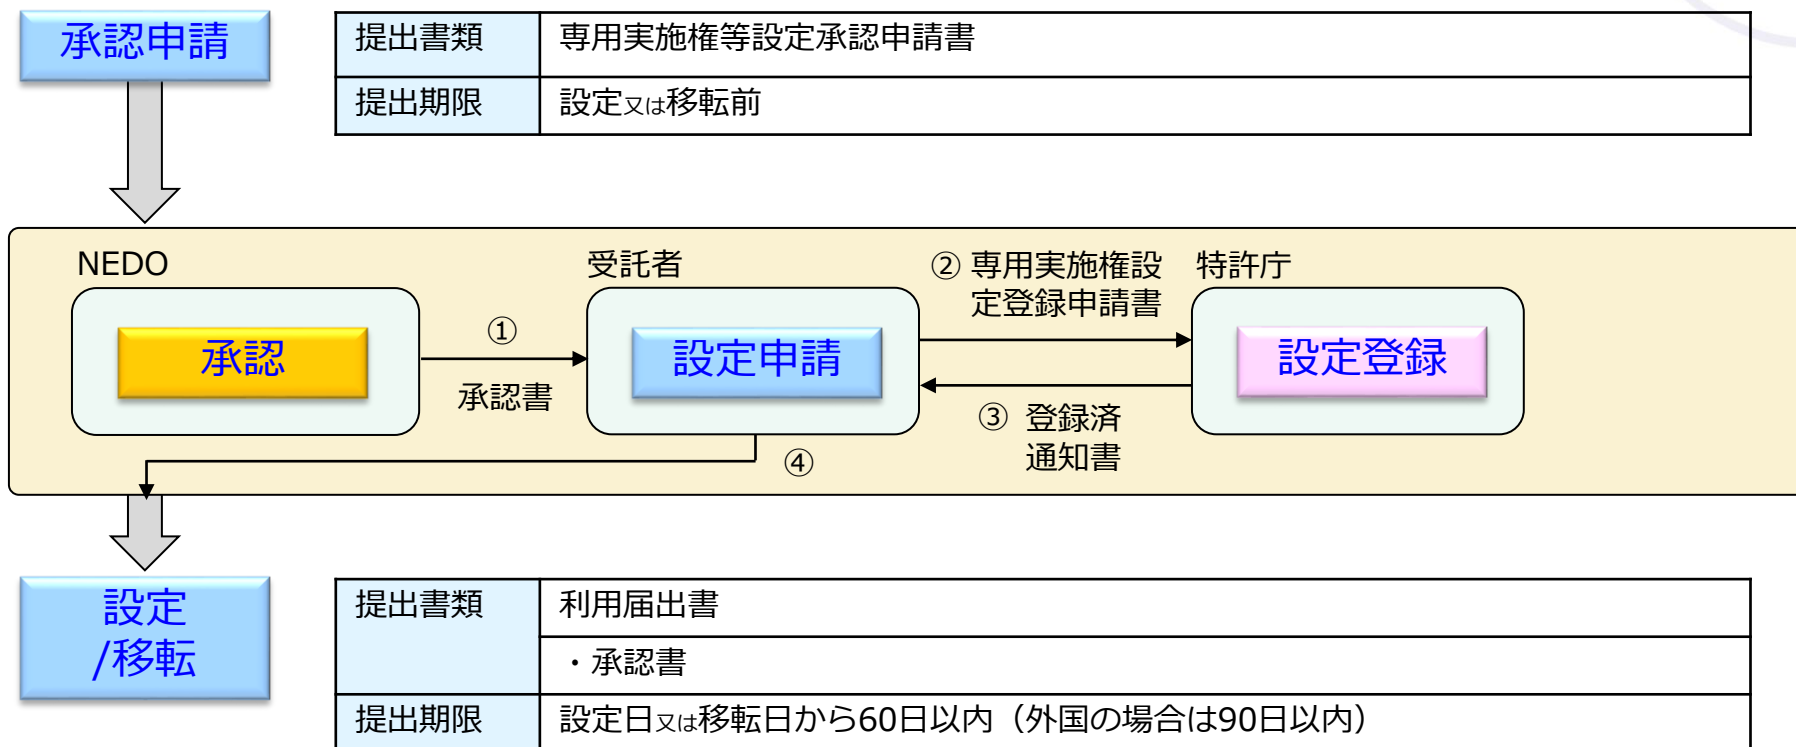 承認申請
提出書類 専用実施権等設定承認申請書
提出期限 設定又は移転前
NEDO
承認
①
承認書
受託者
設定申請
② 専用実施権設
定登録申請書
特許庁
設定登録
③ 登録済
通知書
④
設定
/移転
提出書類 利用届出書
・承認書
提出期限 設定日又は移転日から60日以内（外国の場合は90日以内）